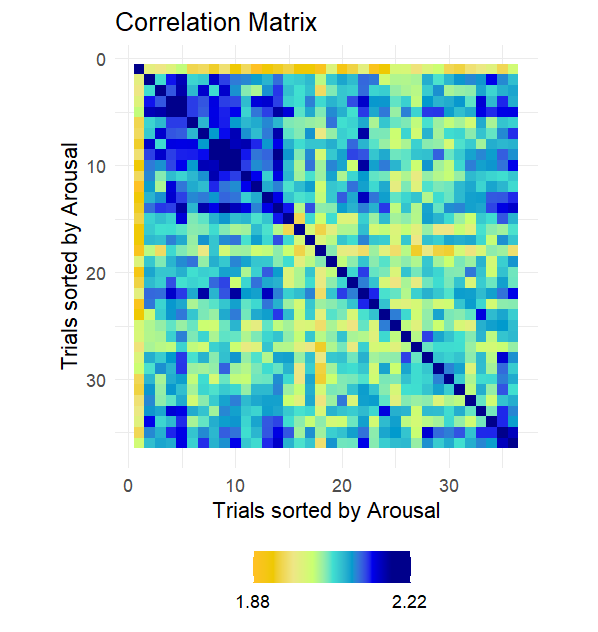 Correlation Matrix
0
10
20
30
Trials sorted by Arousal
0 10 20 30
Trials sorted by Arousal
1.88 2.22